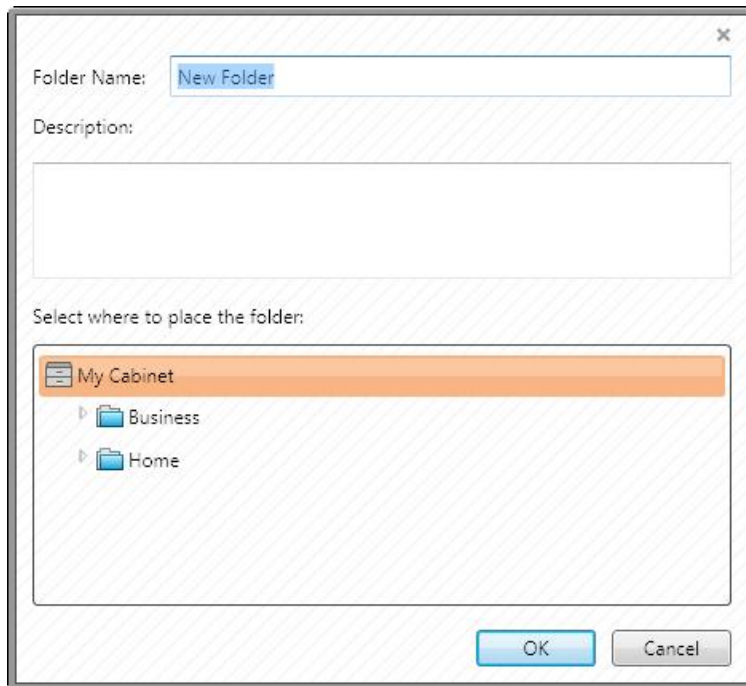 Folder Name: New Folder
Description:
Select where to place the folder:
My Cabinet
Business
Home
OK Cancel